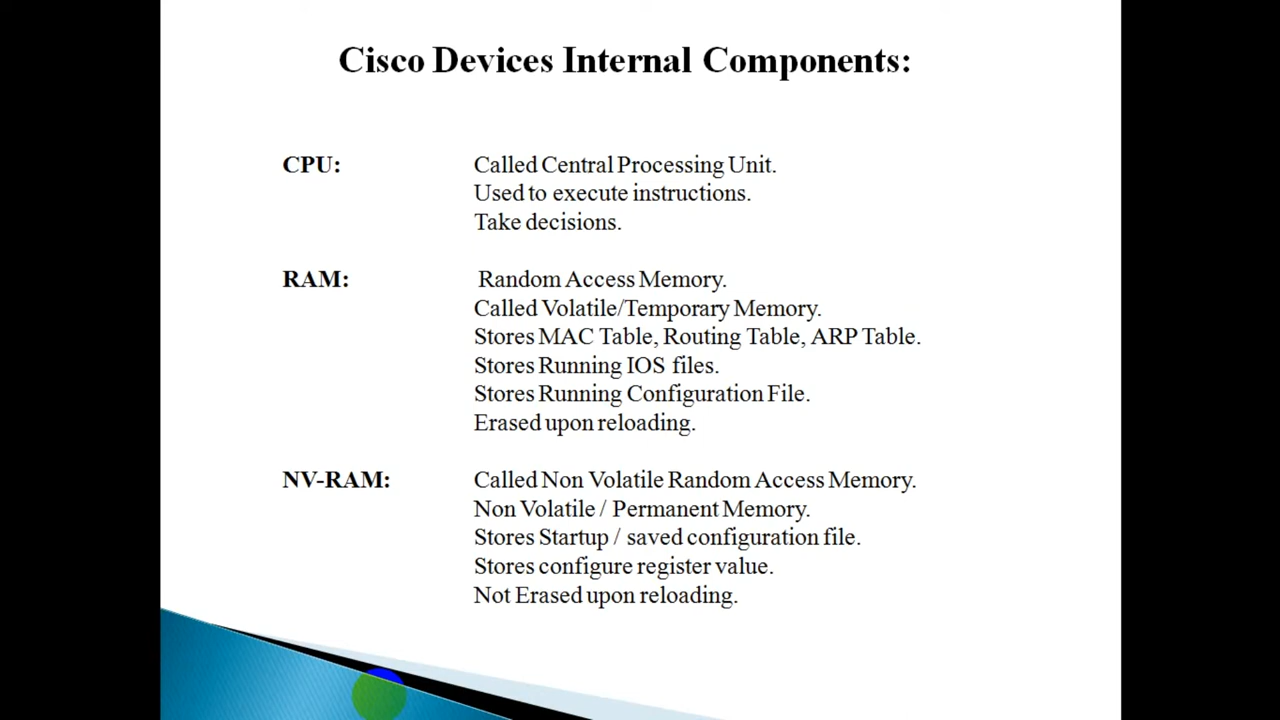 Cisco Devices Internal Components:
CPU: Called Central Processing Unit.
Used to execute instructions.
Take decisions.
RAM: Random Access Memory.
Called Volatile/Temporary Memory.
Stores MAC Table, Routing Table, ARP Table.
Stores Running IOS files.
Stores Running Configuration File.
Erased upon reloading.
NV-RAM: Called Non Volatile Random Access Memory.
Non Volatile / Permanent Memory.
Stores Startup / saved configuration file.
Stores configure register value.
Not Erased upon reloading.